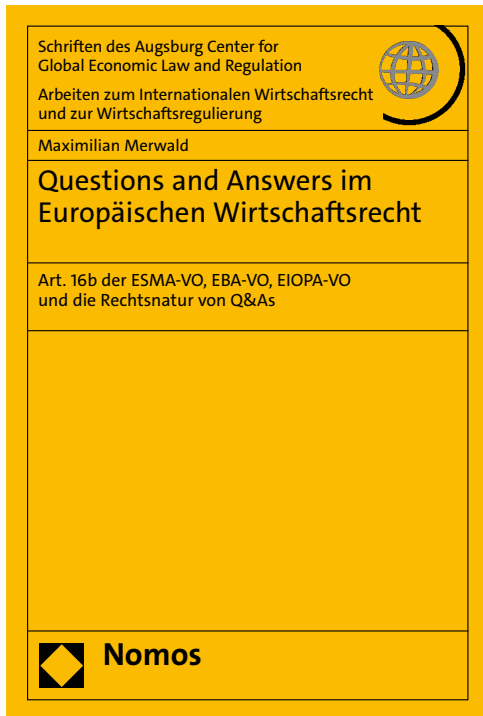 Schriften des Augsburg Center for
Global Economic Law and Regulation
Arbeiten zum Internationalen Wirtschaftsrecht
und zur Wirtschaftsregulierung
Maximilian Merwald
Questions and Answers im
Europäischen Wirtschaftsrecht
Art. 16b der ESMA-VO, EBA-VO, EIOPA-VO
und die Rechtsnatur von Q&As
Nomos